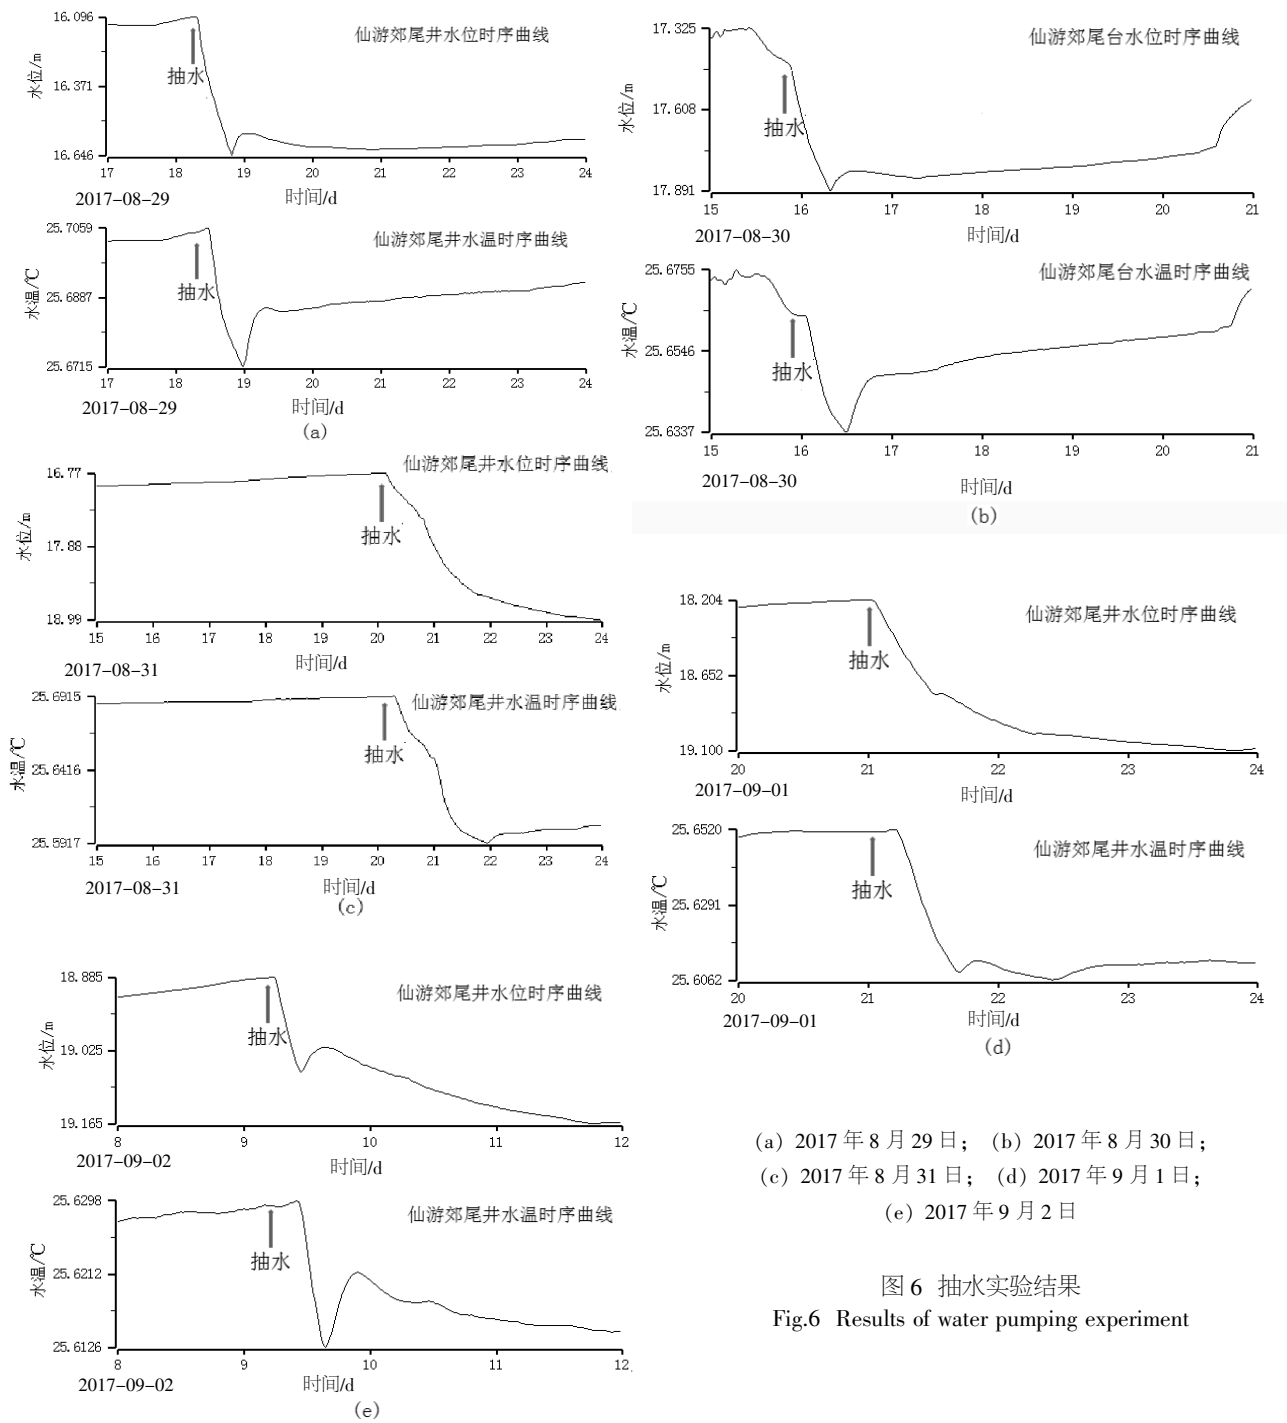 仙游郊尾井水位时序曲线
16.096
16.371
16.646
水位/m
抽水
17 18 19 20 21 22 23 24
2017-08-29
时间/d
仙游郊尾井水温时序曲线
25.7059
25.6887
25.6715
水温/℃
抽水
17 18 19 20 21 22 23 24
2017-08-29
时间/d
(a)
仙游郊尾台水位时序曲线
17.325
17.608
17.891
水位/m
抽水
15 16 17 18 19 20 21
2017-08-30
时间/d
仙游郊尾台水温时序曲线
25.6755
25.6546
25.6337
水温/℃
抽水
15 16 17 18 19 20 21
2017-08-30
时间/d
(b)
仙游郊尾井水位时序曲线
16.77
17.88
18.99
水位/m
抽水
15 16 17 18 19 20 21 22 23 24
2017-08-31
时间/d
仙游郊尾井水温时序曲线
25.6915
25.6416
25.5917
水温/℃
抽水
15 16 17 18 19 20 21 22 23 24
2017-08-31
时间/d
(c)
仙游郊尾井水位时序曲线
18.204
18.652
19.100
水位/m
抽水
20 21 22 23 24
2017-09-01
时间/d
仙游郊尾井水温时序曲线
25.6520
25.6291
25.6062
水温/℃
抽水
20 21 22 23 24
2017-09-01
时间/d
(d)
仙游郊尾井水位时序曲线
18.885
19.025
19.165
水位/m
抽水
8 9 10 11 12
2017-09-02
时间/d
仙游郊尾井水温时序曲线
25.6298
25.6212
25.6126
水温/℃
抽水
8 9 10 11 12
2017-09-02
时间/d
(e)
(a) 2017 年 8 月 29 日； (b) 2017 年 8 月 30 日；
(c) 2017 年 8 月 31 日； (d) 2017 年 9 月 1 日；
(e) 2017 年 9 月 2 日
图 6 抽水实验结果
Fig.6 Results of water pumping experiment